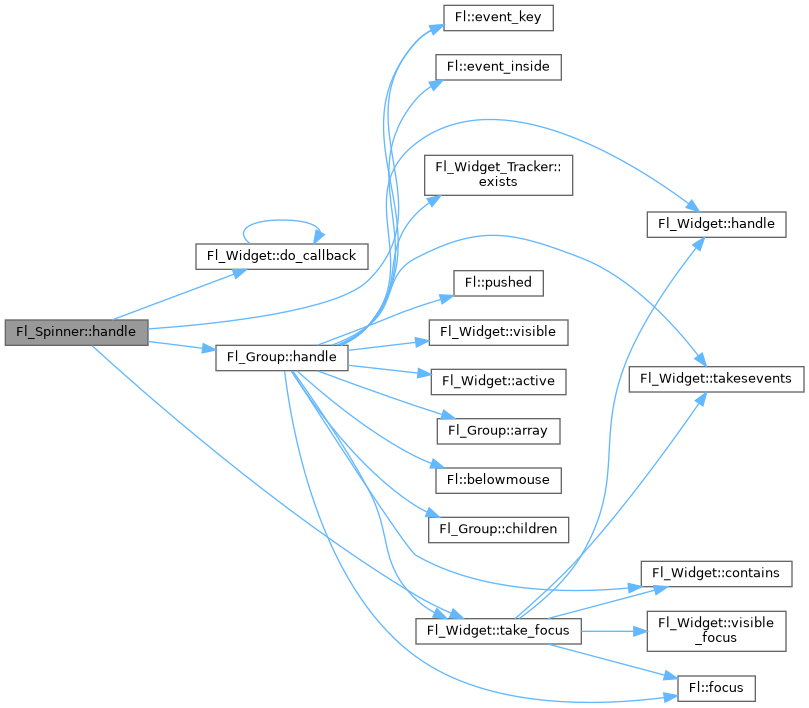 Fl::event_key
Fl::event_inside
Fl_Widget_Tracker::
exists
Fl_Widget::handle
Fl_Widget::do_callback
Fl::pushed
Fl_Spinner::handle
Fl_Widget::visible
Fl_Group::handle
Fl_Widget::active
Fl_Widget::takesevents
Fl_Group::array
Fl::belowmouse
Fl_Group::children
Fl_Widget::contains
Fl_Widget::take_focus
Fl_Widget::visible
_focus
Fl::focus